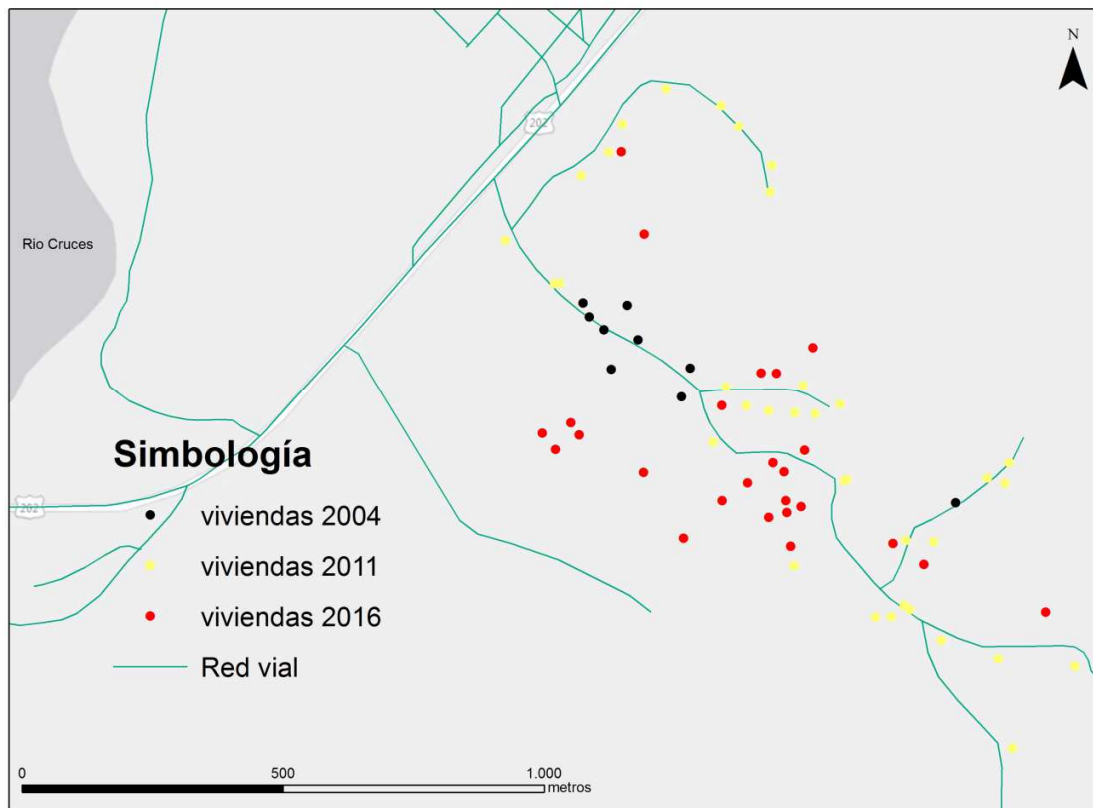 N
202
Rio Cruces
Simbología
202
viviendas 2004
viviendas 2011
viviendas 2016
Red vial
0 500 1.000
metros